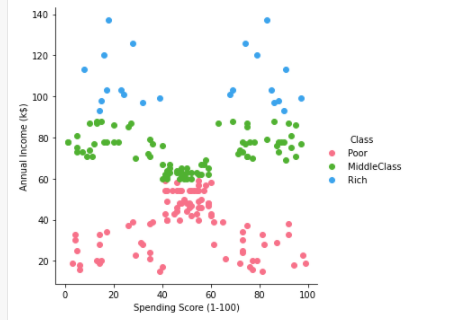 Annual Income (k$)
140
120
100
80
60
40
20
0 20 40 60 80 100
Spending Score (1-100)
Class
Poor
MiddleClass
Rich